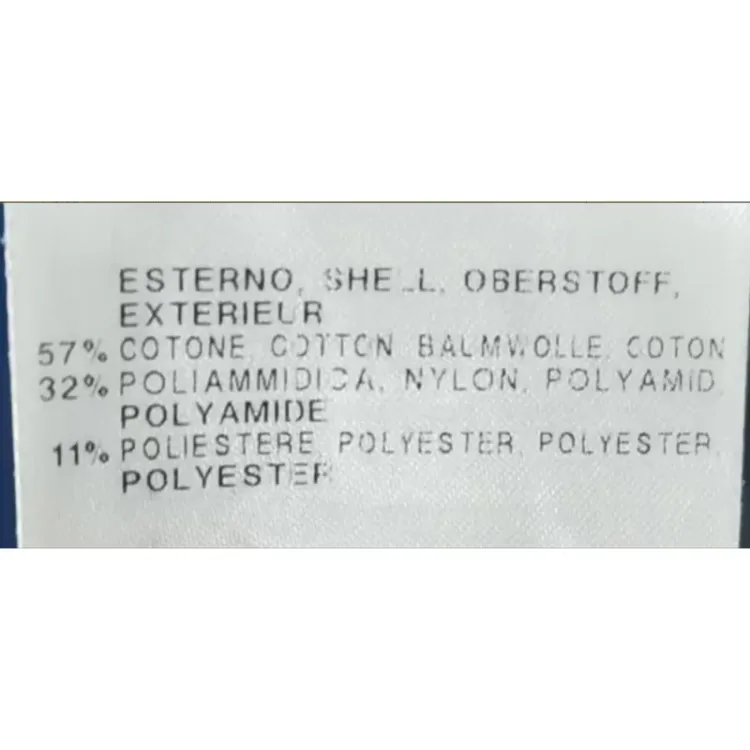 ESTERNO, SHELL, OBERSTOFF,
EXTERIEUR
57% COTONE, COTTON, BAUMWOLLE, COTON
32% POLIAMMIDICA, NYLON, POLYAMID,
POLYAMIDE
11% POLIESTERE, POLYESTER, POLYESTER,
POLYESTER